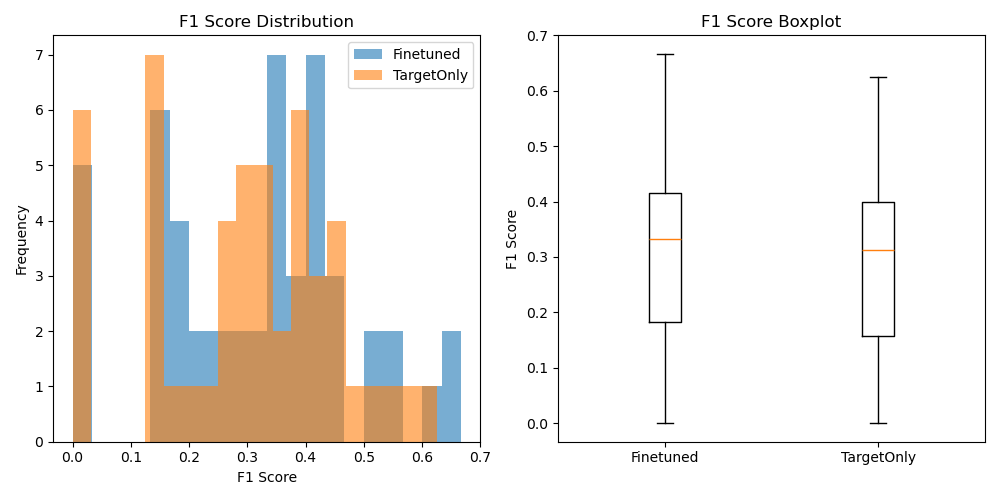 F1 Score Distribution
Finetuned
TargetOnly
7
6
5
4
3
2
1
0
Frequency
0.0 0.1 0.2 0.3 0.4 0.5 0.6 0.7
F1 Score
F1 Score Boxplot
0.7
0.6
0.5
0.4
0.3
0.2
0.1
0.0
F1 Score
Finetuned TargetOnly